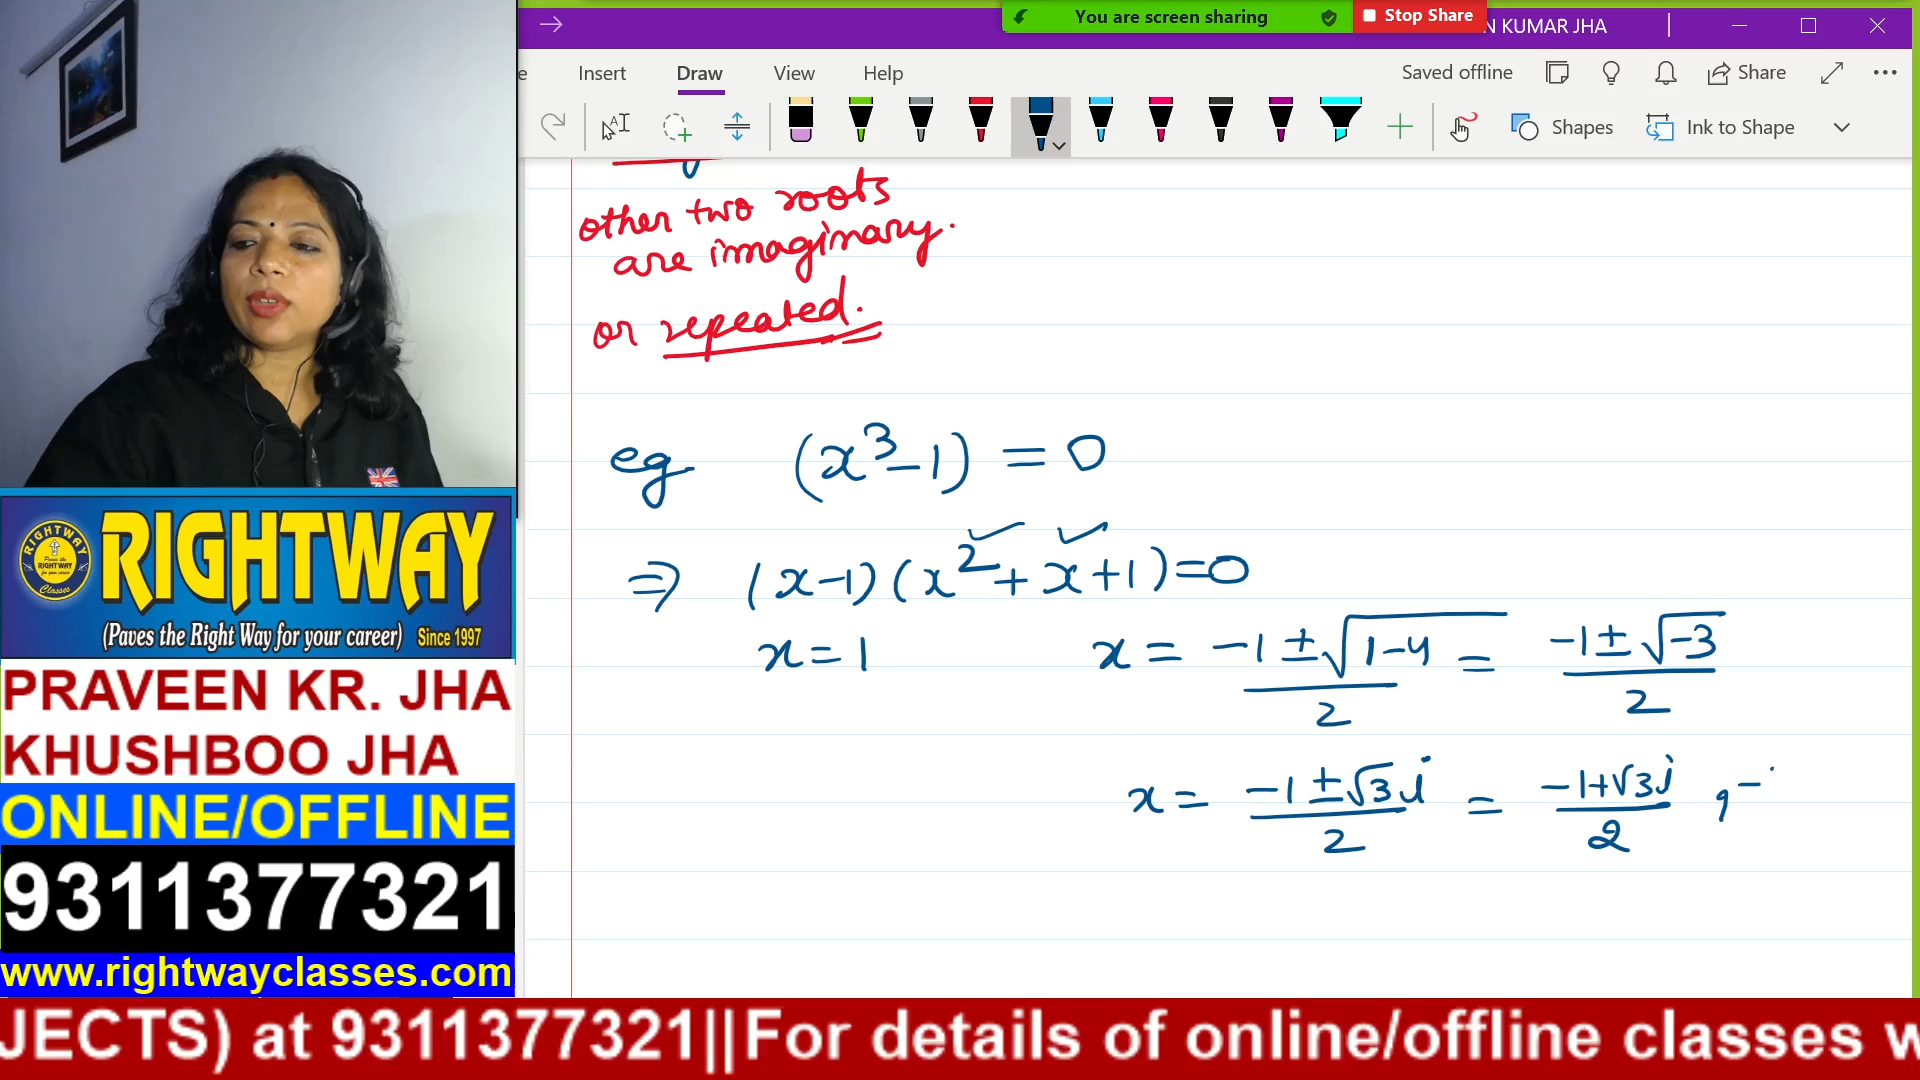 You are screen sharing
Stop Share
N KUMAR JHA
Insert Draw View Help
Saved offline
Share
Shapes
Ink to Shape
other two roots
are imaginary.
or repeated.
eg (x³-1) = 0
⇒ (x-1)(x²+x+1)=0
x=1 x = -1 ± √1-4 / 2 = -1 ± √-3 / 2
x = -1 ± √3 i / 2 = -1+√3 i / 2 , -
RIGHTWAY
Classes
RIGHTWAY
(Paves the Right Way for your career) Since 1997
PRAVEEN KR. JHA
KHUSHBOO JHA
ONLINE/OFFLINE
9311377321
www.rightwayclasses.com
JECTS) at 9311377321||For details of online/offline classes w